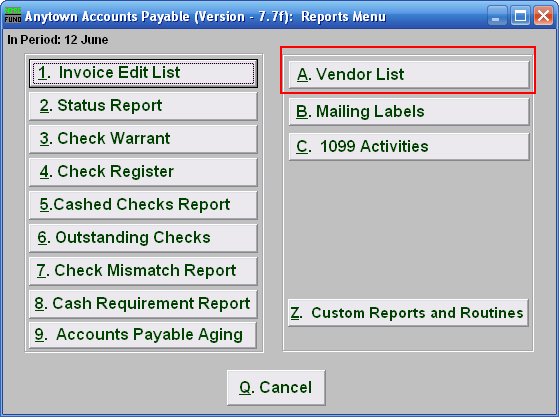 Anytown Accounts Payable (Version - 7.7f): Reports Menu
In Period: 12 June
1. Invoice Edit List
2. Status Report
3. Check Warrant
4. Check Register
5.Cashed Checks Report
6. Outstanding Checks
7. Check Mismatch Report
8. Cash Requirement Report
9. Accounts Payable Aging
A. Vendor List
B. Mailing Labels
C. 1099 Activities
Z. Custom Reports and Routines
Q. Cancel